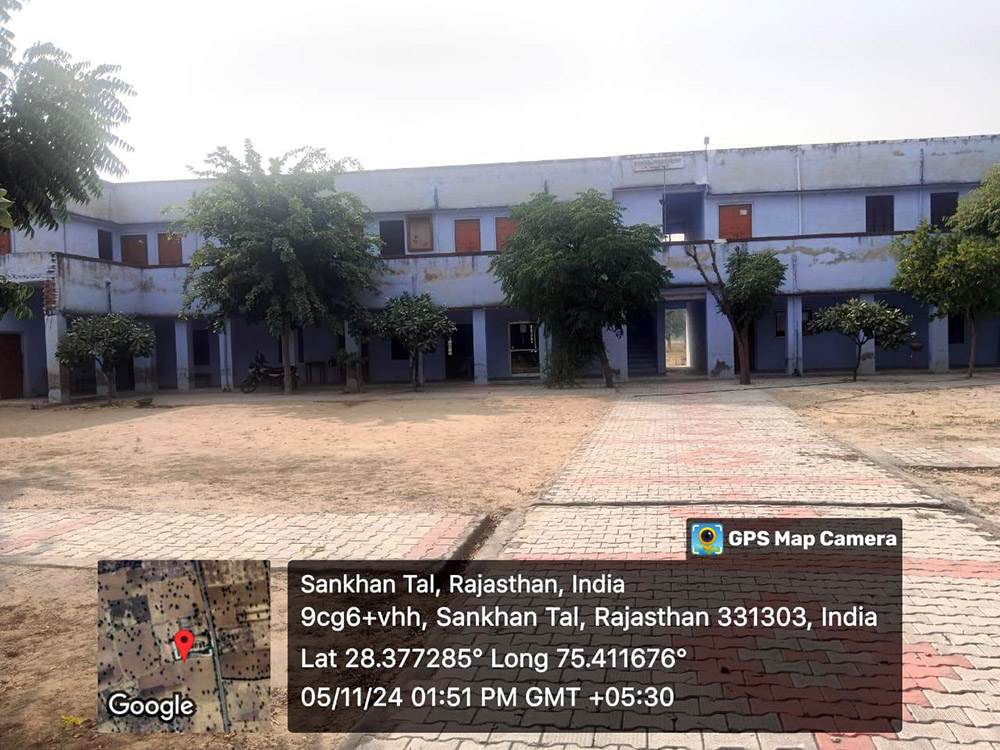 GPS Map Camera
Sankhan Tal, Rajasthan, India
9cg6+vhh, Sankhan Tal, Rajasthan 331303, India
Lat 28.377285° Long 75.411676°
05/11/24 01:51 PM GMT +05:30
Google